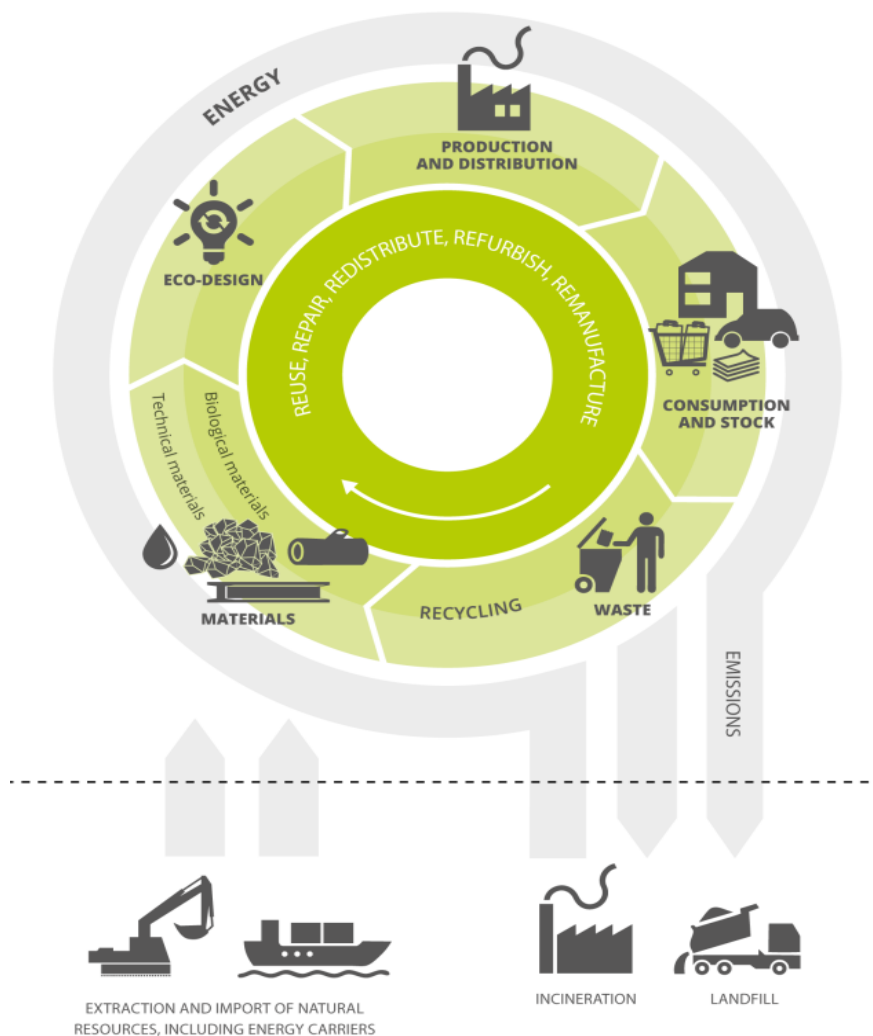 ENERGY
PRODUCTION
AND DISTRIBUTION
ECO-DESIGN
REUSE, REPAIR, REDISTRIBUTE, REFURBISH, REMANUFACTURE
CONSUMPTION
AND STOCK
Technical materials
Biological materials
MATERIALS
RECYCLING
WASTE
EMISSIONS
EXTRACTION AND IMPORT OF NATURAL
RESOURCES, INCLUDING ENERGY CARRIERS
INCINERATION
LANDFILL